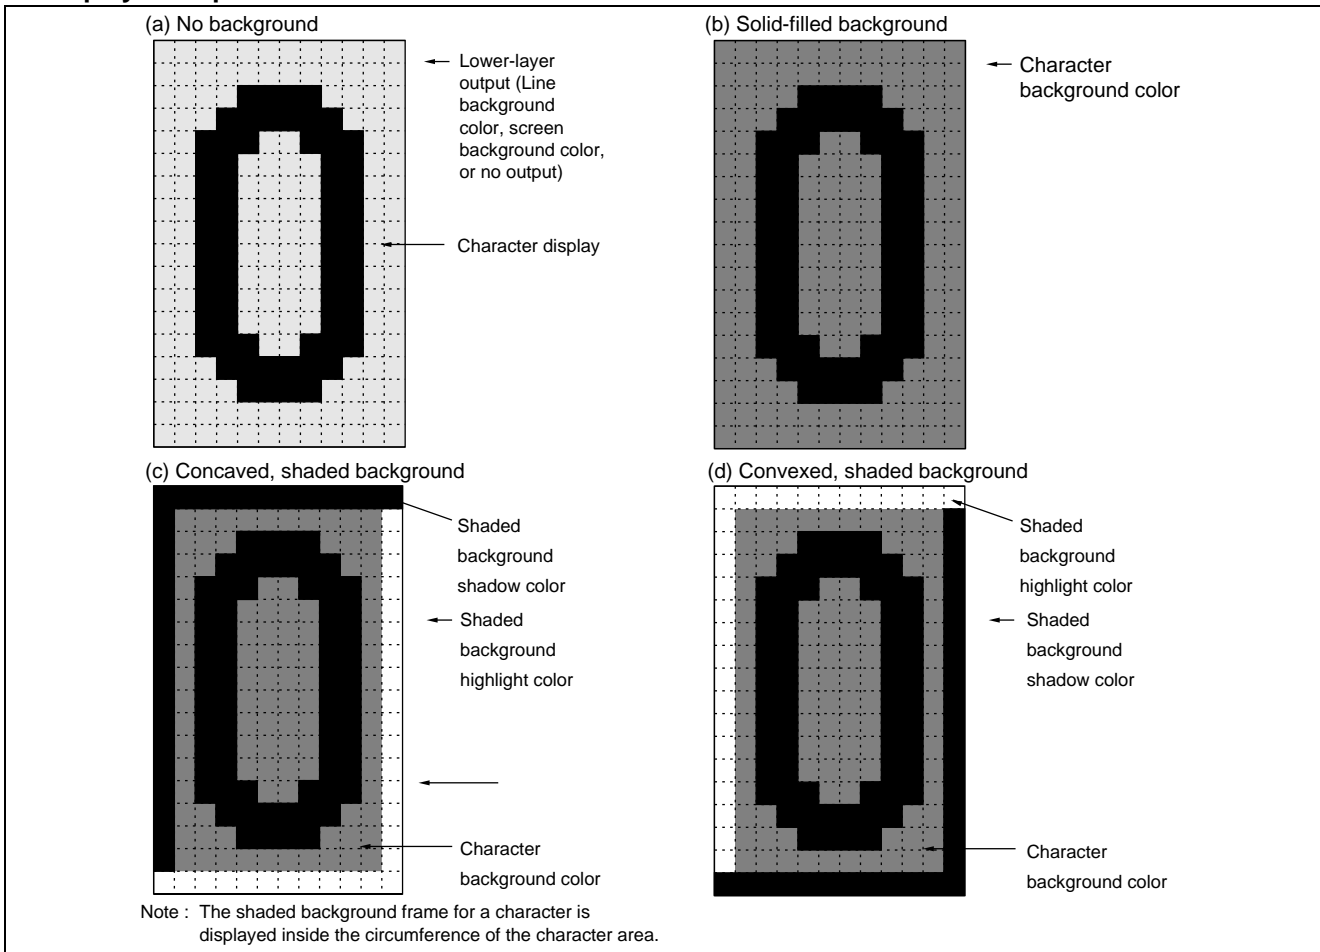 (a) No background
Lower-layer
output (Line
background
color, screen
background color,
or no output)
Character display
(b) Solid-filled background
Character
background color
(c) Concaved, shaded background
Shaded
background
shadow color
Shaded
background
highlight color
Character
background color
(d) Convexed, shaded background
Shaded
background
highlight color
Shaded
background
shadow color
Character
background color
Note : The shaded background frame for a character is
displayed inside the circumference of the character area.